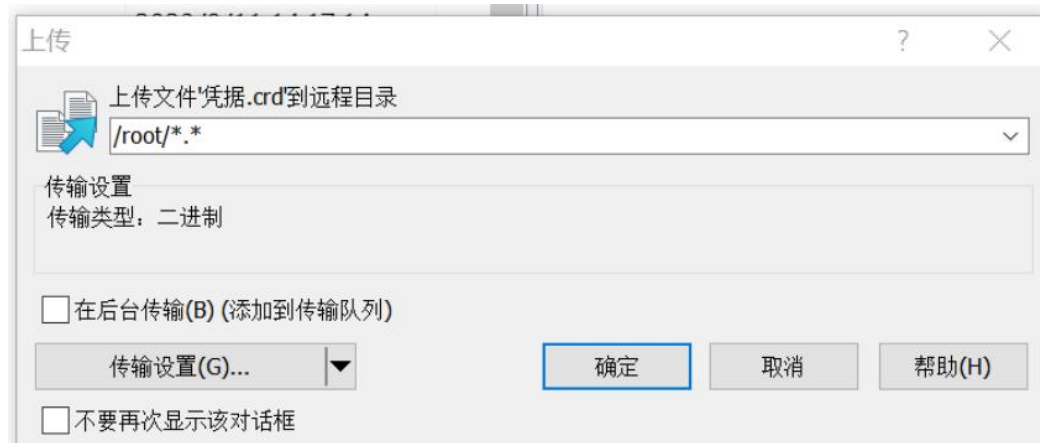 上传
?
上传文件'凭据.crd'到远程目录
/root/*.*
传输设置
传输类型：二进制
在后台传输(B) (添加到传输队列)
传输设置(G)...
确定
取消
帮助(H)
不要再次显示该对话框